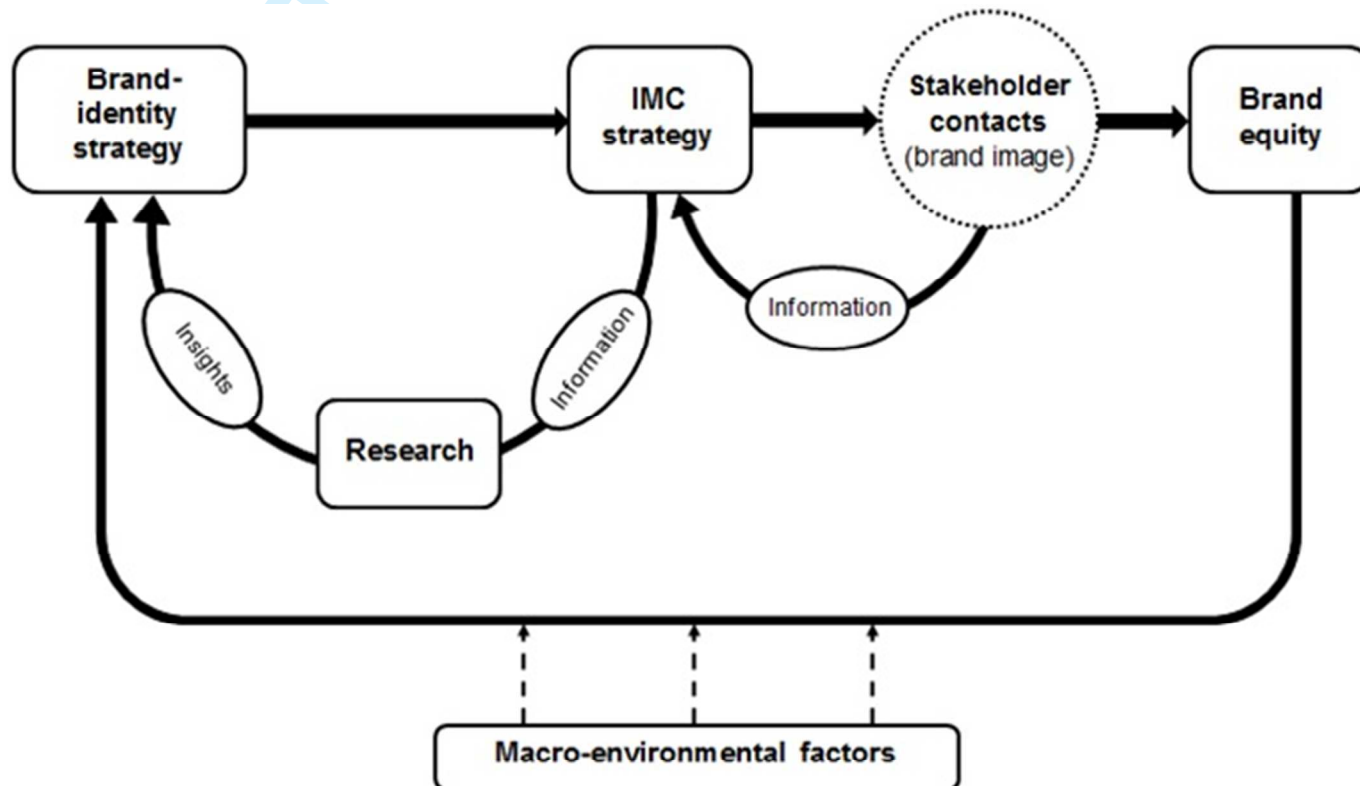 Brand-
identity
strategy
IMC
strategy
Stakeholder
contacts
(brand image)
Brand
equity
Information
Insights
Information
Research
Macro-environmental factors